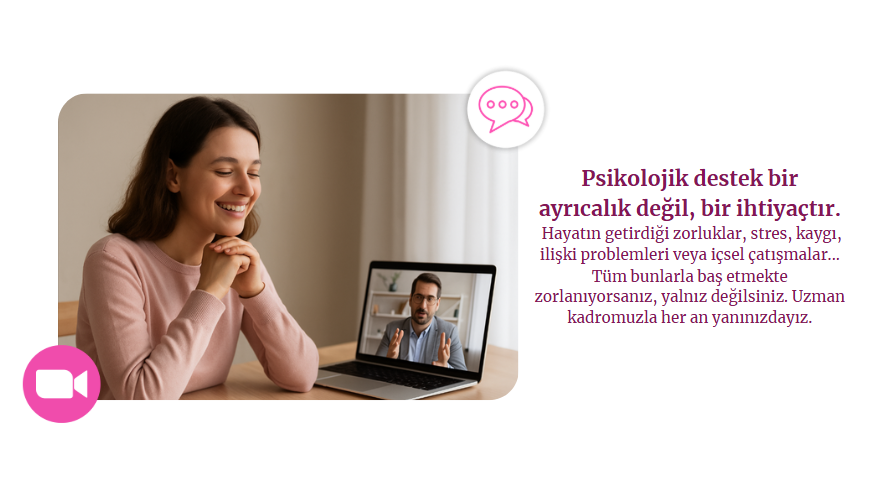 Psikolojik destek bir
ayrıcalık değil, bir ihtiyaçtır.
Hayatın getirdiği zorluklar, stres, kaygı,
ilişki problemleri veya içsel çatışmalar...
Tüm bunlarla baş etmekte
zorlanıyorsanız, yalnız değilsiniz. Uzman
kadromuzla her an yanınızdayız.